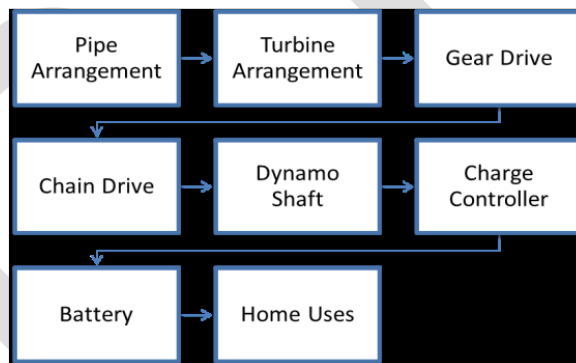 Pipe
Arrangement
Turbine
Arrangement
Gear Drive
Chain Drive
Dynamo
Shaft
Charge
Controller
Battery
Home Uses